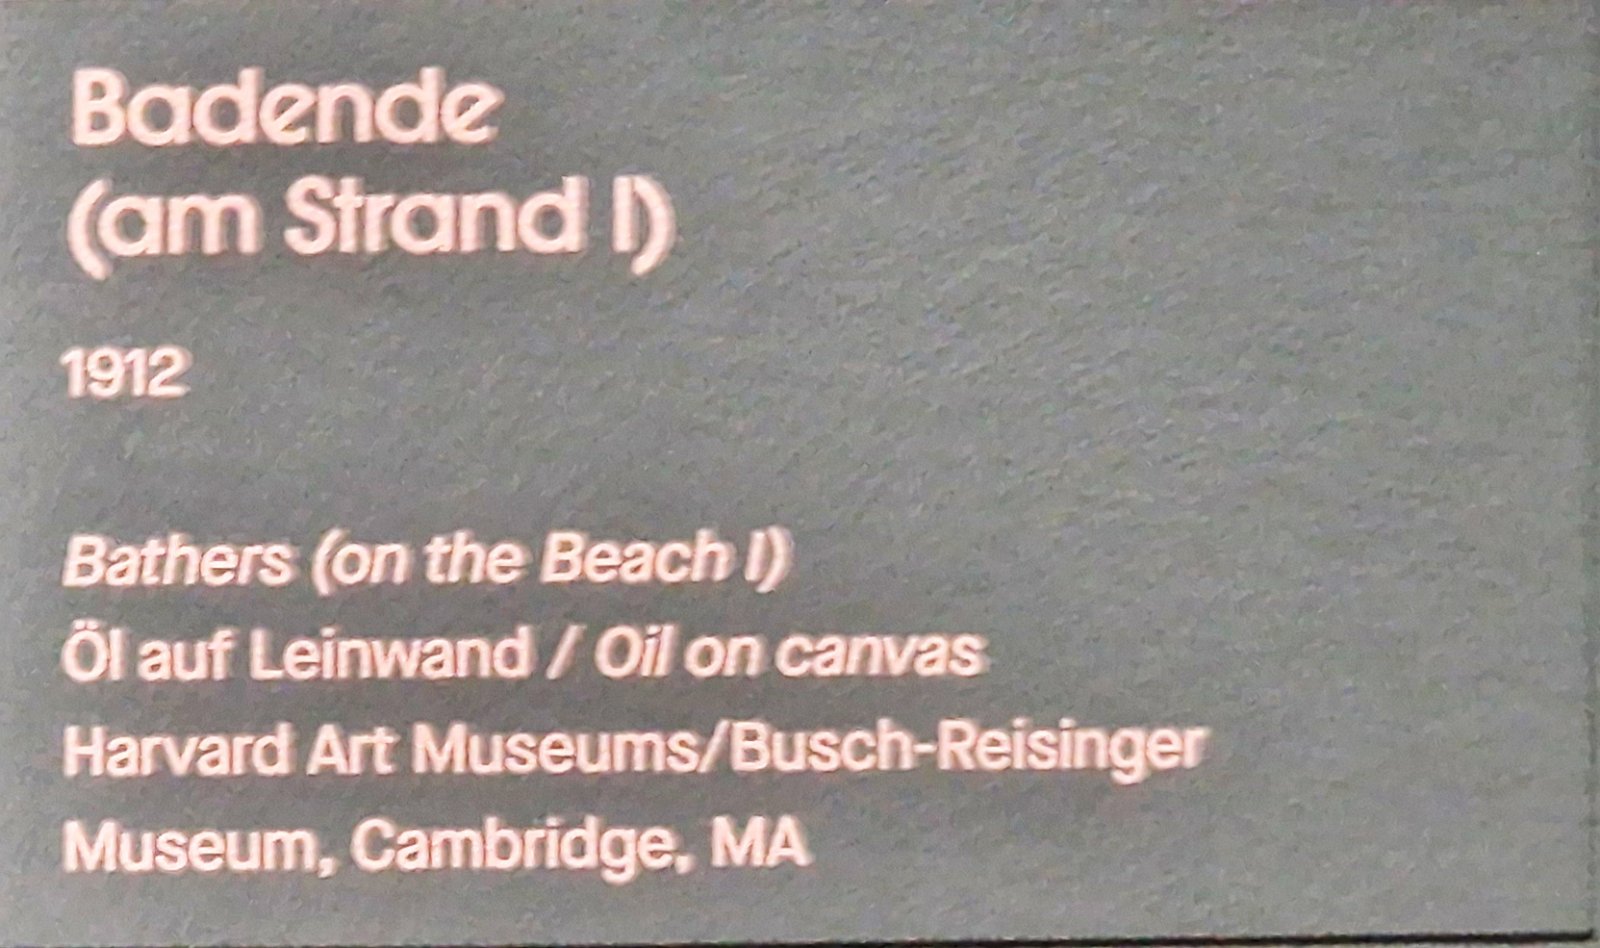 Badende
(am Strand I)
1912
Bathers (on the Beach I)
Öl auf Leinwand / Oil on canvas
Harvard Art Museums/Busch-Reisinger
Museum, Cambridge, MA